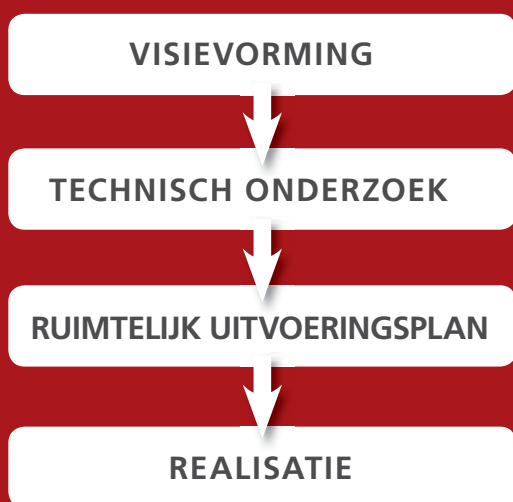 VISIEVORMING
TECHNISCH ONDERZOEK
RUIMTELIJK UITVOERINGSPLAN
REALISATIE